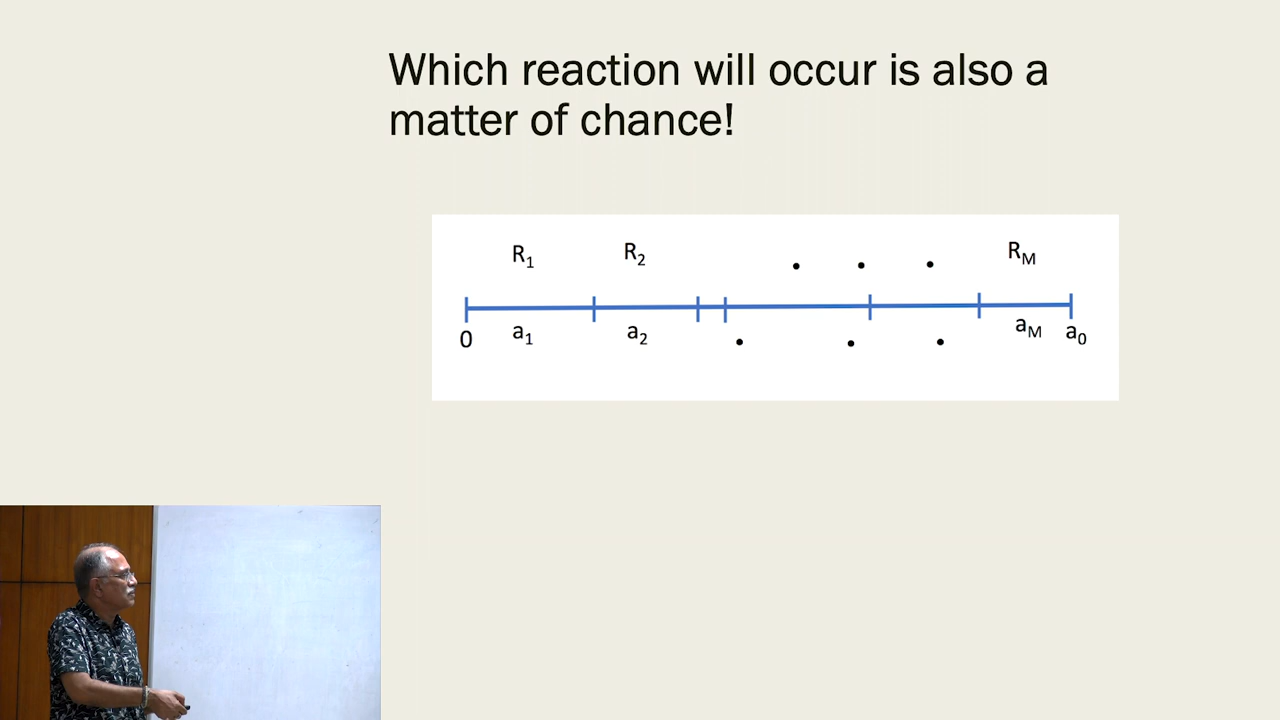 Which reaction will occur is also a
matter of chance!
R₁ R₂ . . . R_M
0 a₁ a₂ . . . a_M a₀